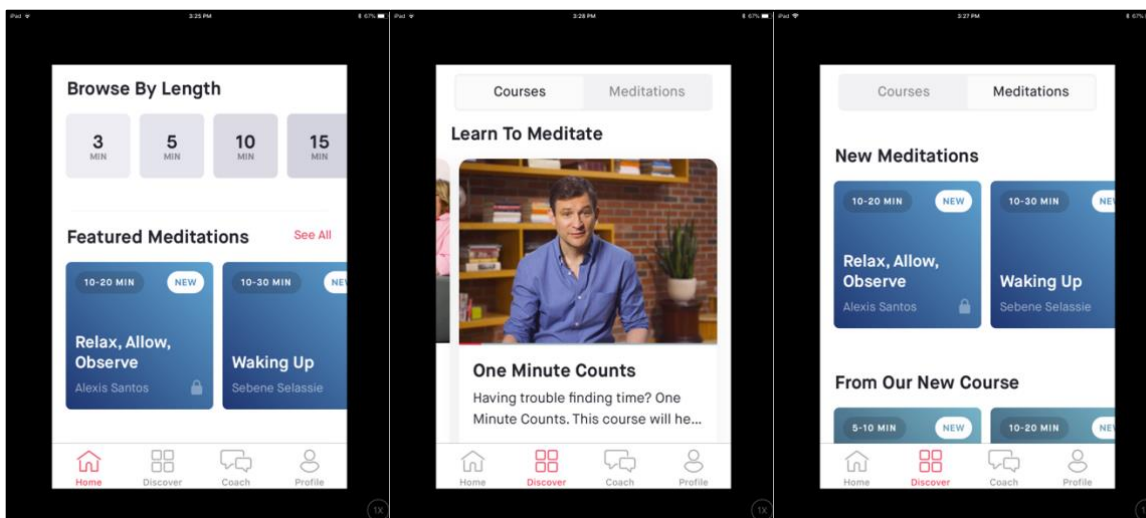 iPad
3:25 PM
67%
Browse By Length
3
MIN
5
MIN
10
MIN
15
MIN
Featured Meditations
See All
10-20 MIN
NEW
10-30 MIN
NE
Relax, Allow,
Observe
Alexis Santos
Waking Up
Sebene Selassie
Home
Discover
Coach
Profile
1X
iPad
3:28 PM
67%
Courses
Meditations
Learn To Meditate
One Minute Counts
Having trouble finding time? One
Minute Counts. This course will he...
Home
Discover
Coach
Profile
1X
iPad
3:27 PM
67%
Courses
Meditations
New Meditations
10-20 MIN
NEW
10-30 MIN
NE
Relax, Allow,
Observe
Alexis Santos
Waking Up
Sebene Selassie
From Our New Course
5-10 MIN
NEW
10-20 MIN
NE
Home
Discover
Coach
Profile